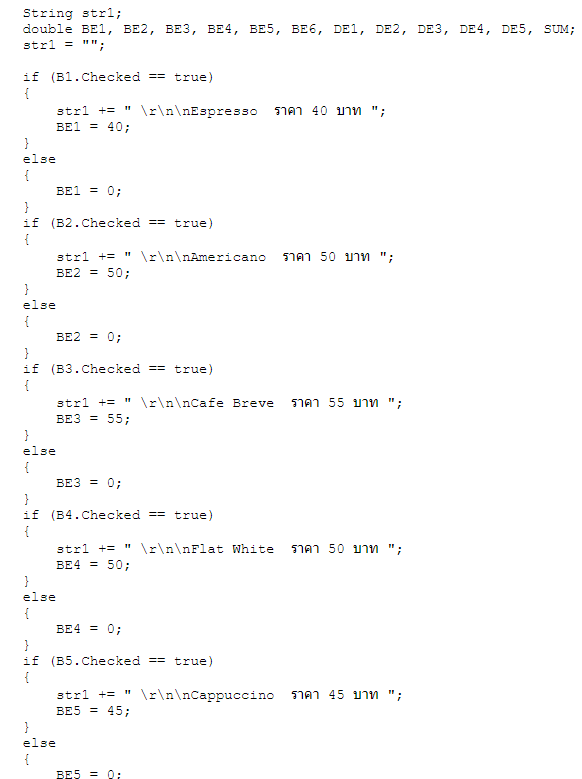 String str1;
double BE1, BE2, BE3, BE4, BE5, BE6, DE1, DE2, DE3, DE4, DE5, SUM;
str1 = "";
if (B1.Checked == true)
{
str1 += " \r\n\nEspresso  ราคา 40 บาท ";
BE1 = 40;
}
else
{
BE1 = 0;
}
if (B2.Checked == true)
{
str1 += " \r\n\nAmericano  ราคา 50 บาท ";
BE2 = 50;
}
else
{
BE2 = 0;
}
if (B3.Checked == true)
{
str1 += " \r\n\nCafe Breve  ราคา 55 บาท ";
BE3 = 55;
}
else
{
BE3 = 0;
}
if (B4.Checked == true)
{
str1 += " \r\n\nFlat White  ราคา 50 บาท ";
BE4 = 50;
}
else
{
BE4 = 0;
}
if (B5.Checked == true)
{
str1 += " \r\n\nCappuccino  ราคา 45 บาท ";
BE5 = 45;
}
else
{
BE5 = 0;